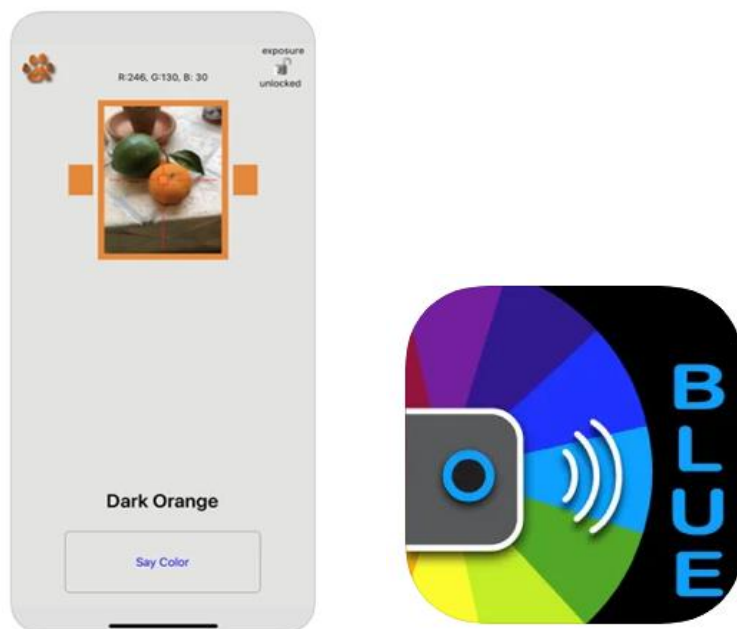 exposure
R:246, G:130, B: 30
unlocked
Dark Orange
Say Color
BLUE